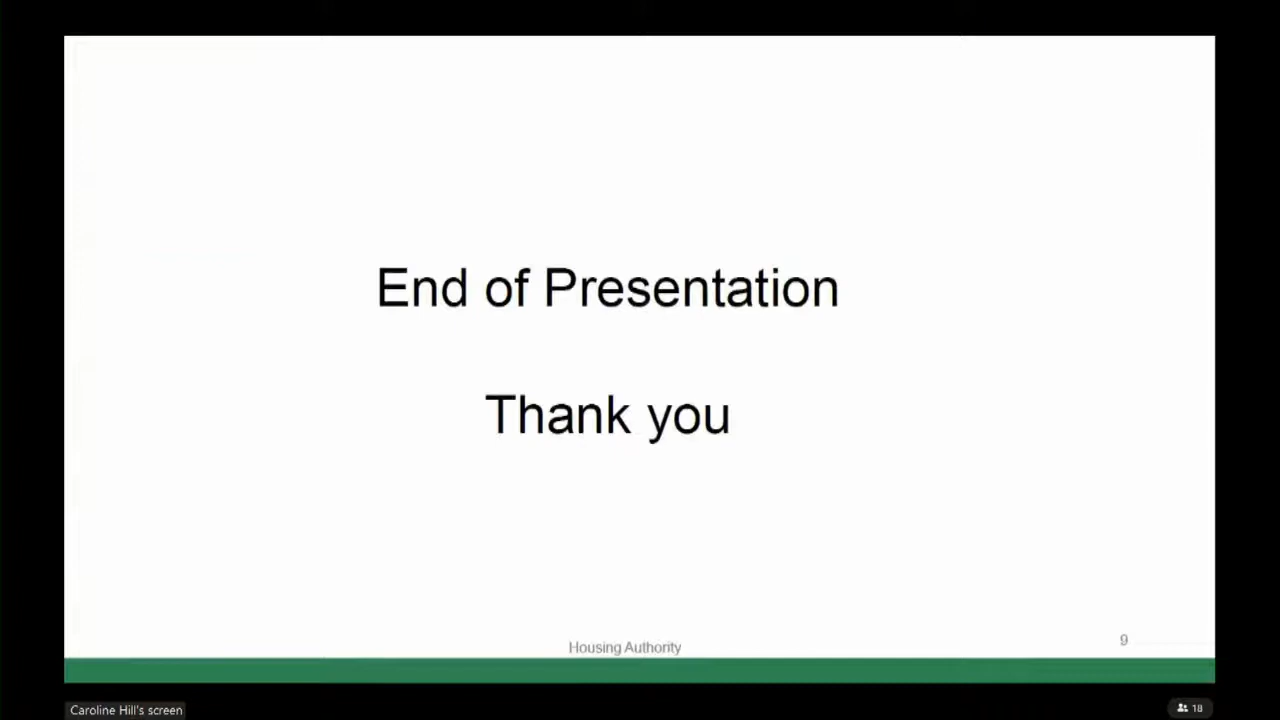 End of Presentation
Thank you
Housing Authority
9
Caroline Hill's screen
18